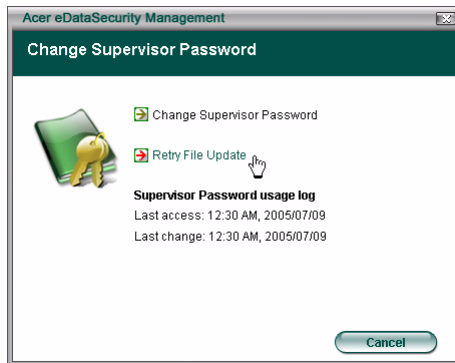 Acer eDataSecurity Management
Change Supervisor Password
Change Supervisor Password
Retry File Update
Supervisor Password usage log
Last access: 12:30 AM, 2005/07/09
Last change: 12:30 AM, 2005/07/09
Cancel